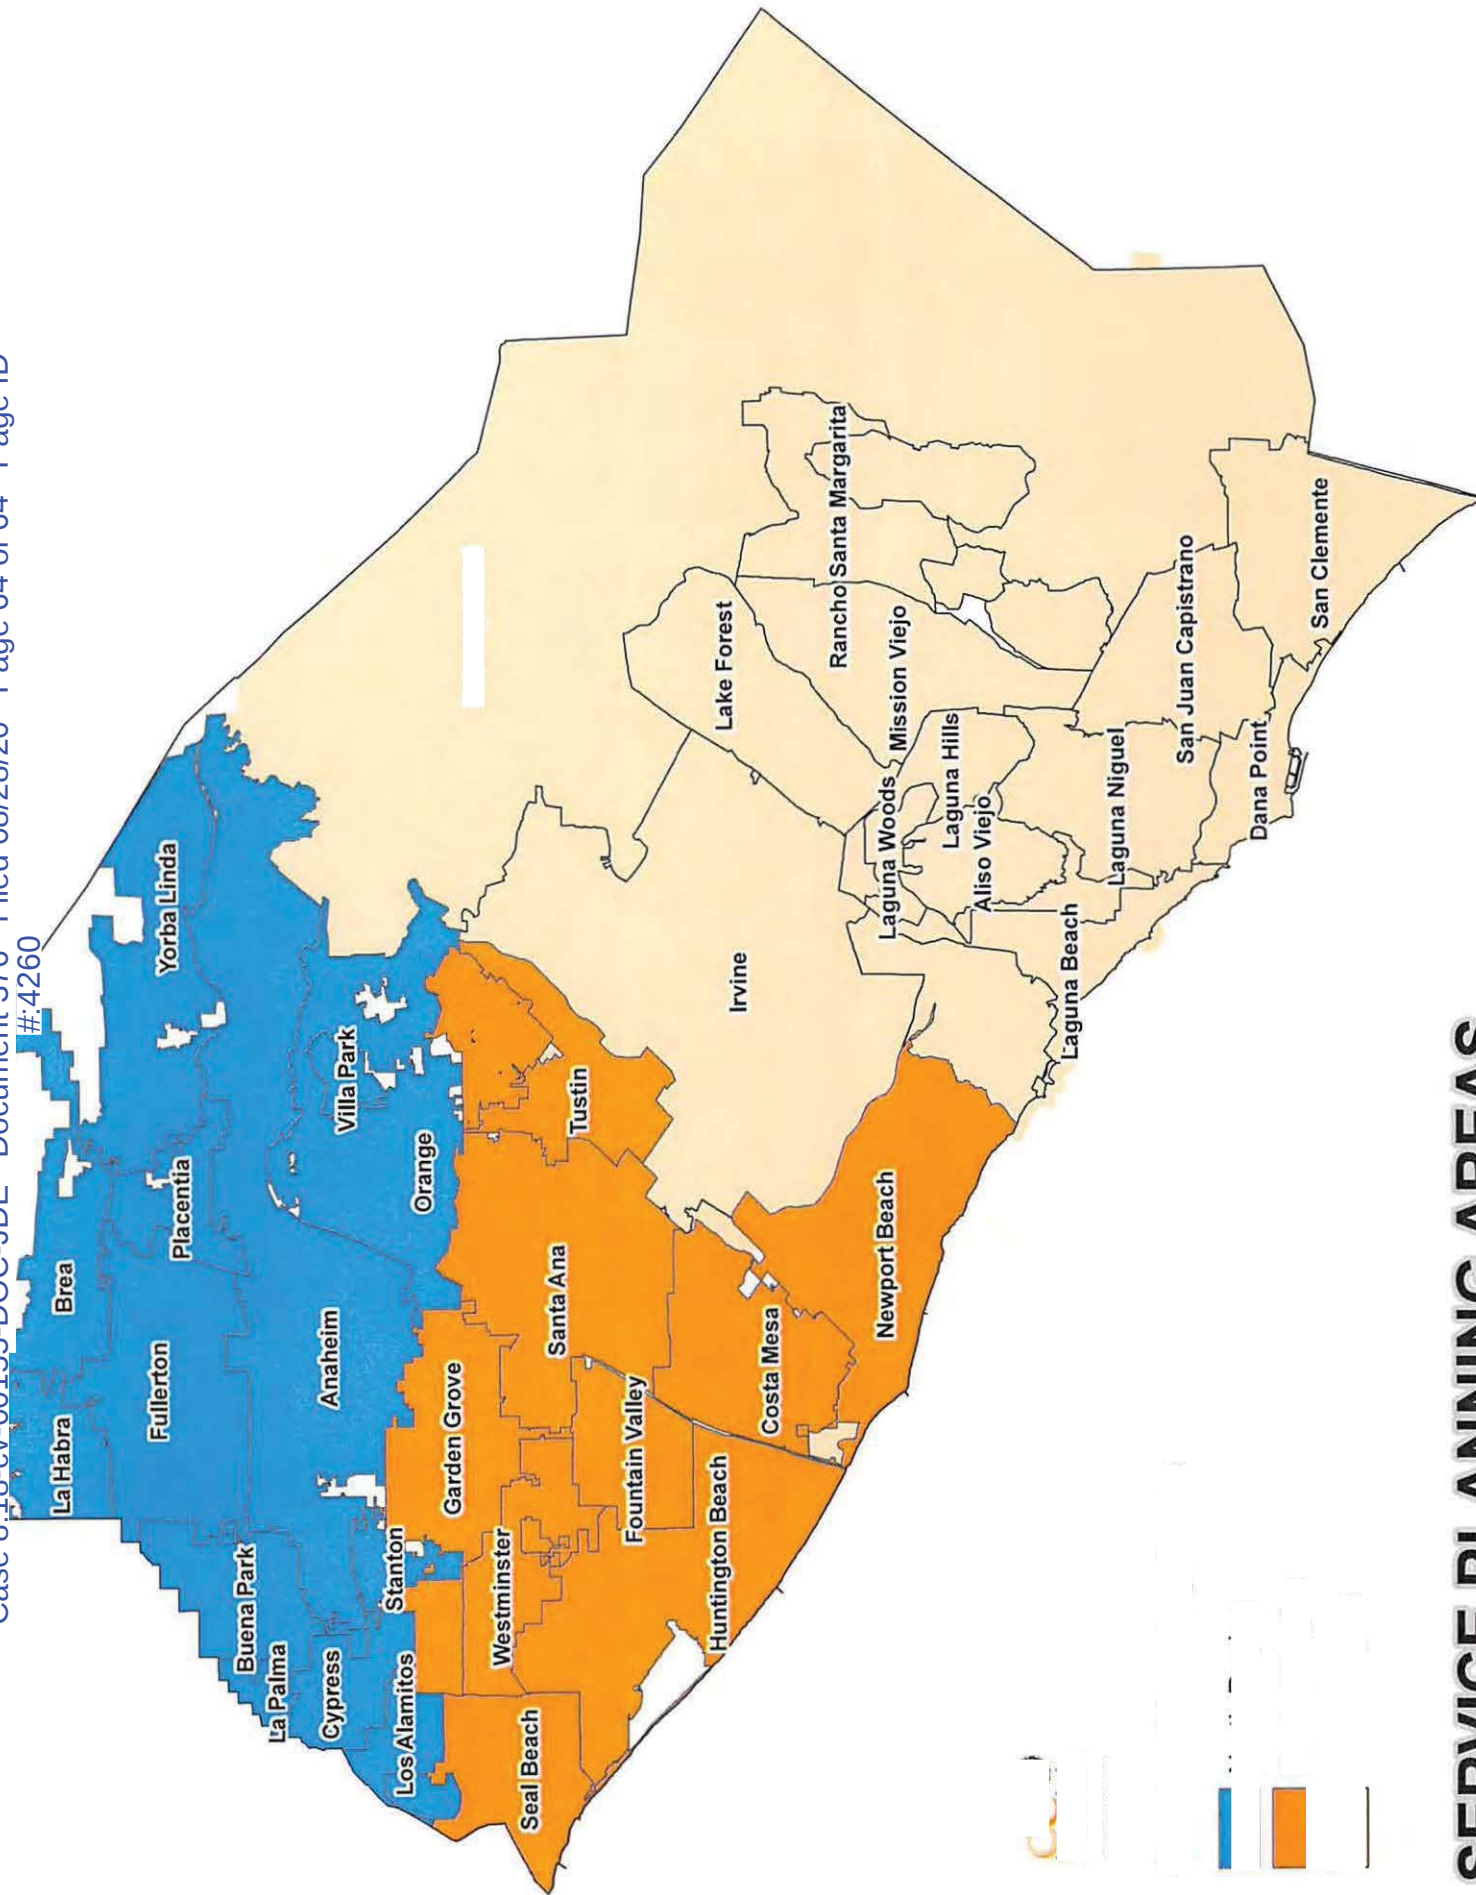 Case 8:18-cv-00155-DOC-JDE Document Filed Page 64 of 64 Page ID
#:4260
La Habra
Brea
Fullerton
Yorba Linda
Placentia
Buena Park
La Palma
Anaheim
Cypress
Villa Park
Stanton
Los Alamitos
Orange
Garden Grove
Westminster
Seal Beach
Santa Ana
Tustin
Fountain Valley
Huntington Beach
Lake Forest
Irvine
Costa Mesa
Rancho Santa Margarita
Newport Beach
Laguna Woods
Mission Viejo
Laguna Hills
Aliso Viejo
Laguna Beach
Laguna Niguel
San Juan Capistrano
Dana Point
San Clemente
SERVICE PLANNING AREAS